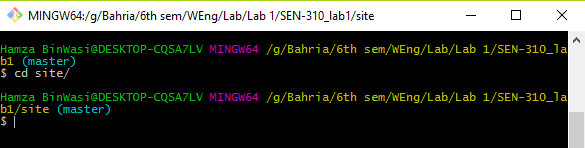 MINGW64:/g/Bahria/6th sem/WEng/Lab/Lab 1/SEN-310_lab1/site
Hamza BinWasi@DESKTOP-CQSA7LV MINGW64 /g/Bahria/6th sem/WEng/Lab/Lab 1/SEN-310_la
b1 (master)
$ cd site/
Hamza BinWasi@DESKTOP-CQSA7LV MINGW64 /g/Bahria/6th sem/WEng/Lab/Lab 1/SEN-310_la
b1/site (master)
$